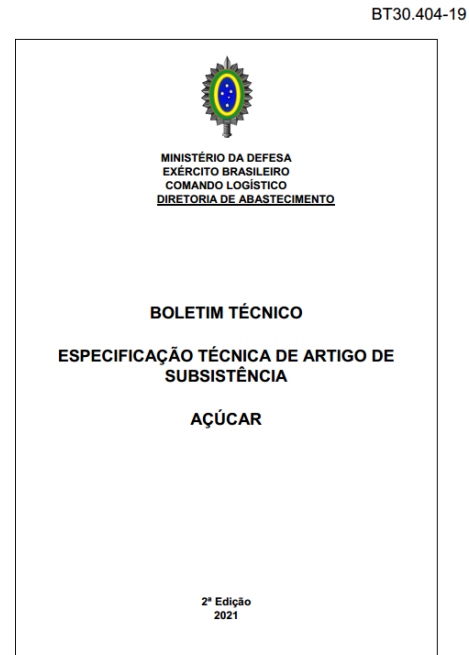 BT30.404-19
MINISTÉRIO DA DEFESA
EXÉRCITO BRASILEIRO
COMANDO LOGÍSTICO
DIRETORIA DE ABASTECIMENTO
BOLETIM TÉCNICO
ESPECIFICAÇÃO TÉCNICA DE ARTIGO DE
SUBSISTÊNCIA
AÇÚCAR
2ª Edição
2021